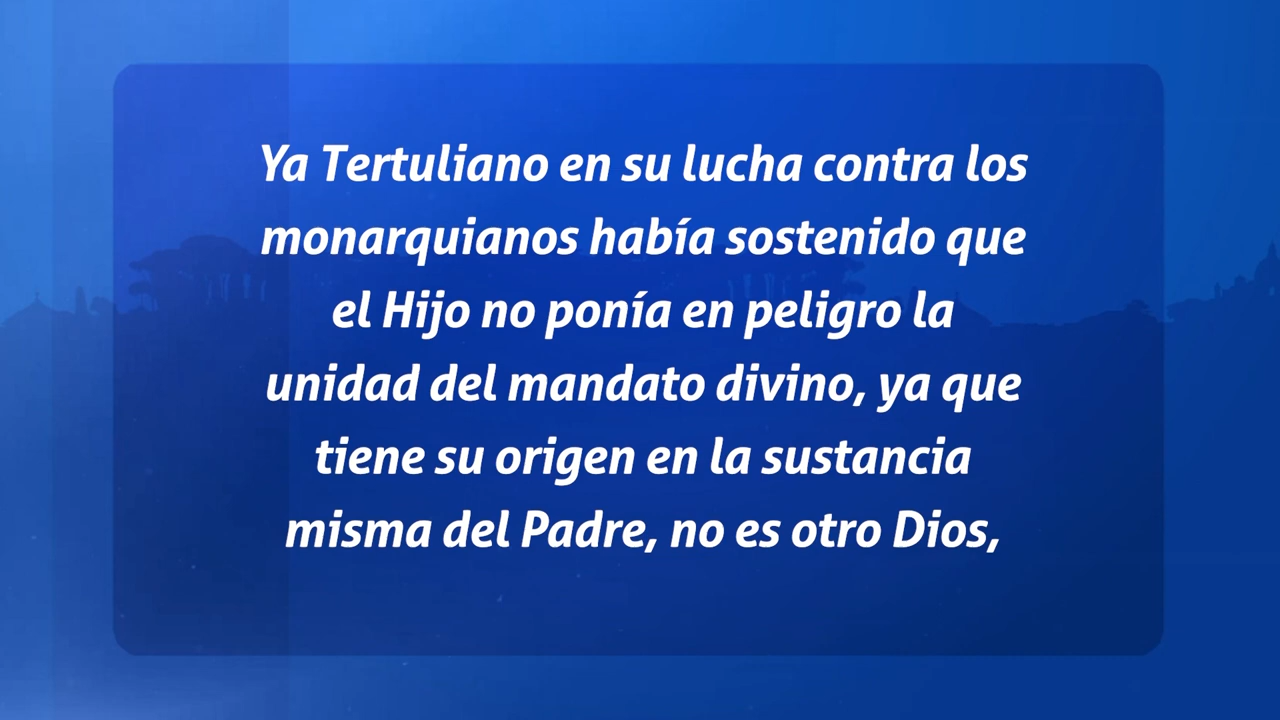 Ya Tertuliano en su lucha contra los
monarquianos había sostenido que
el Hijo no ponía en peligro la
unidad del mandato divino, ya que
tiene su origen en la sustancia
misma del Padre, no es otro Dios,